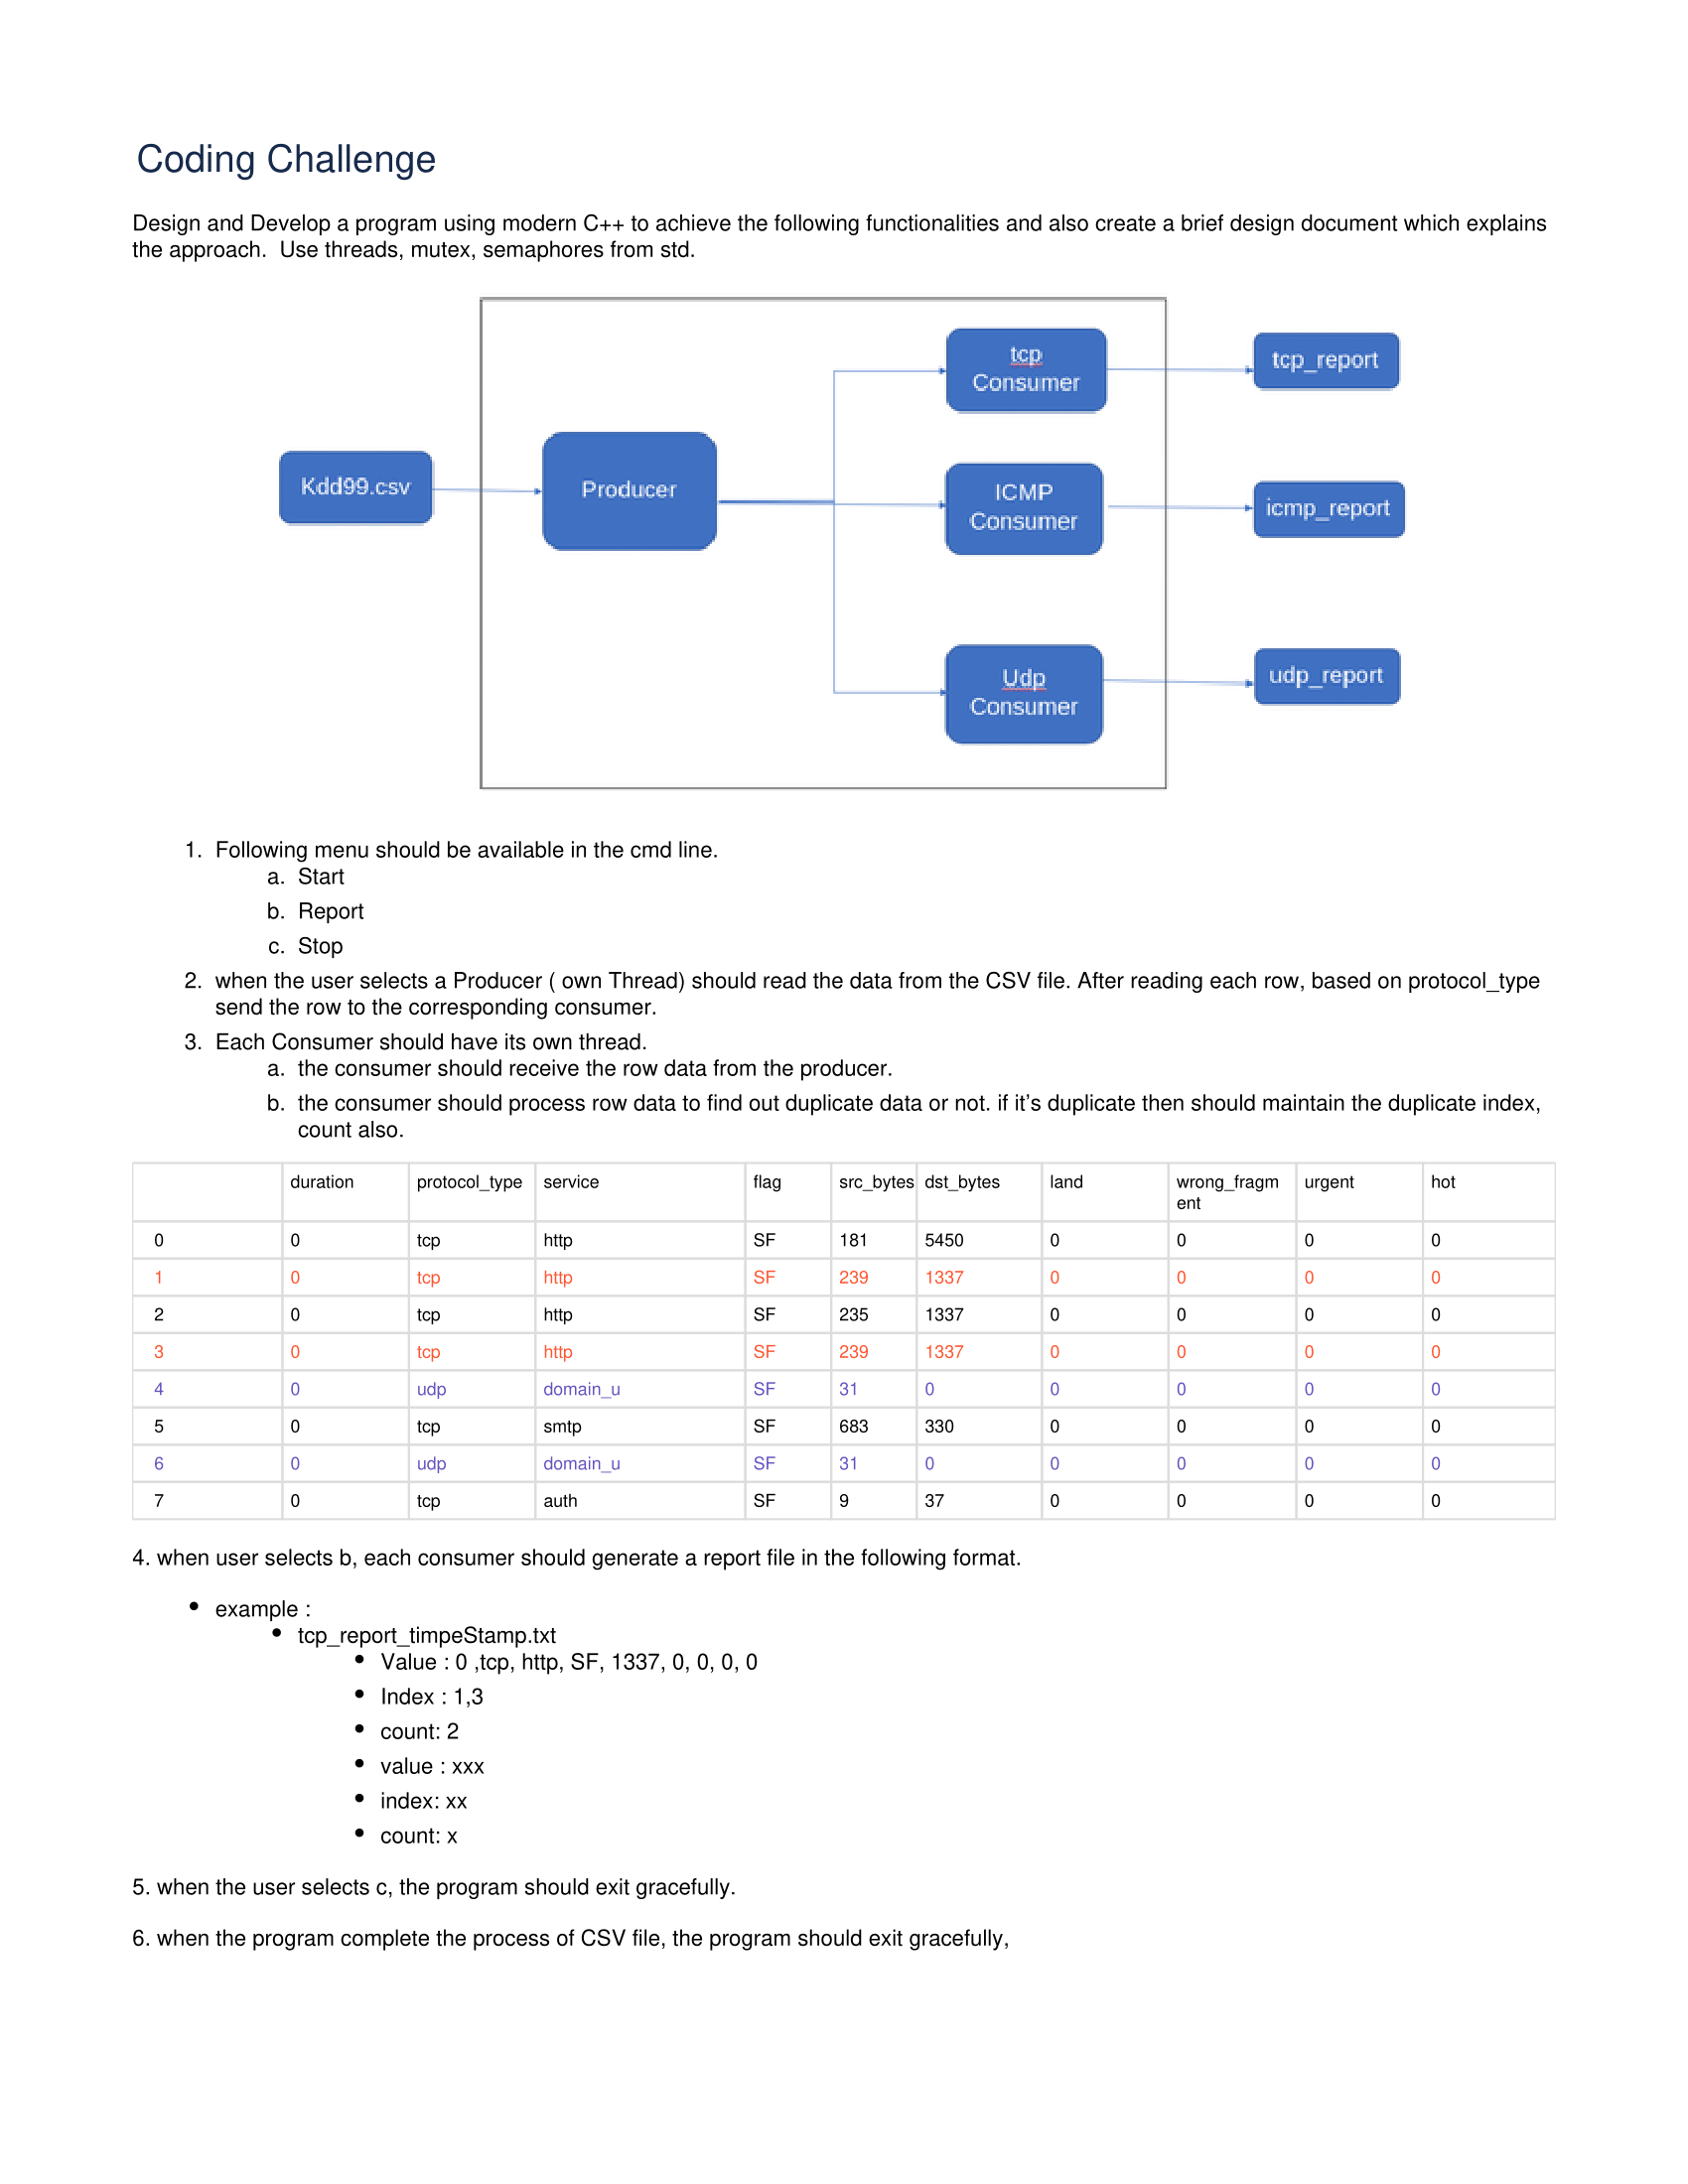 Coding Challenge
Design and Develop a program using modern C++ to achieve the following functionalities and also create a brief design document which explains
the approach.  Use threads, mutex, semaphores from std.
Kdd99.csv
Producer
tcp
Consumer
ICMP
Consumer
Udp
Consumer
tcp_report
icmp_report
udp_report
1. Following menu should be available in the cmd line.
a. Start
b. Report
c. Stop
2. when the user selects a Producer ( own Thread) should read the data from the CSV file. After reading each row, based on protocol_type
send the row to the corresponding consumer.
3. Each Consumer should have its own thread.
a. the consumer should receive the row data from the producer.
b. the consumer should process row data to find out duplicate data or not. if it’s duplicate then should maintain the duplicate index,
count also.
duration protocol_type service flag src_bytes dst_bytes land wrong_fragm urgent hot
ent
0 0 tcp http SF 181 5450 0 0 0 0
1 0 tcp http SF 239 1337 0 0 0 0
2 0 tcp http SF 235 1337 0 0 0 0
3 0 tcp http SF 239 1337 0 0 0 0
4 0 udp domain_u SF 31 0 0 0 0 0
5 0 tcp smtp SF 683 330 0 0 0 0
6 0 udp domain_u SF 31 0 0 0 0 0
7 0 tcp auth SF 9 37 0 0 0 0
4. when user selects b, each consumer should generate a report file in the following format.
• example :
• tcp_report_timpeStamp.txt
• Value : 0 ,tcp, http, SF, 1337, 0, 0, 0, 0
• Index : 1,3
• count: 2
• value : xxx
• index: xx
• count: x
5. when the user selects c, the program should exit gracefully.
6. when the program complete the process of CSV file, the program should exit gracefully,